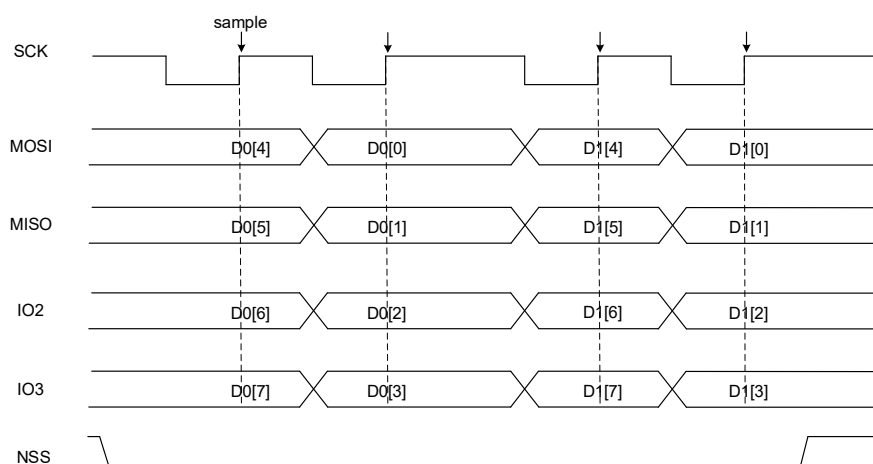 sample
SCK
MOSI D0[4] D0[0] D1[4] D1[0]
MISO D0[5] D0[1] D1[5] D1[1]
IO2 D0[6] D0[2] D1[6] D1[2]
IO3 D0[7] D0[3] D1[7] D1[3]
NSS